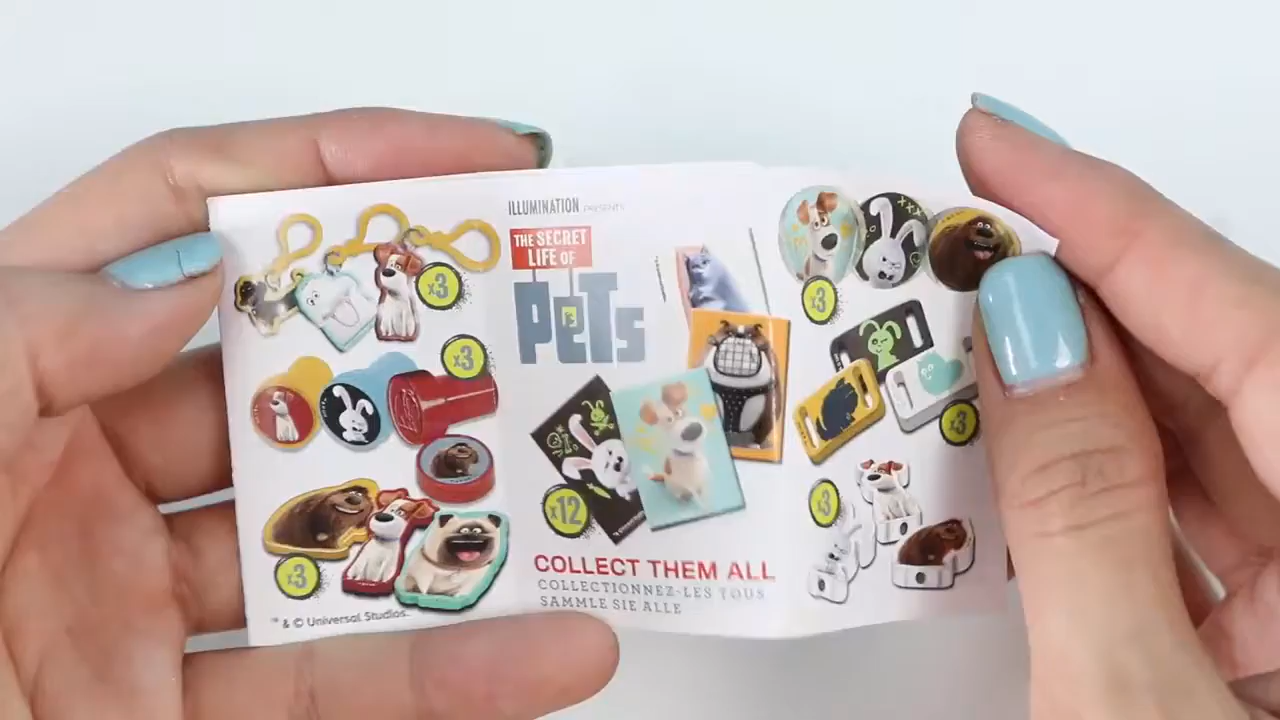 ILLUMINATION PRESENTS
THE SECRET
LIFE OF
PETS
x3
x3
x3
x12
x3
x3
x3
XXX
COLLECT THEM ALL
COLLECTIONNEZ-LES TOUS
SAMMLE SIE ALLE
™ & © Universal Studios.